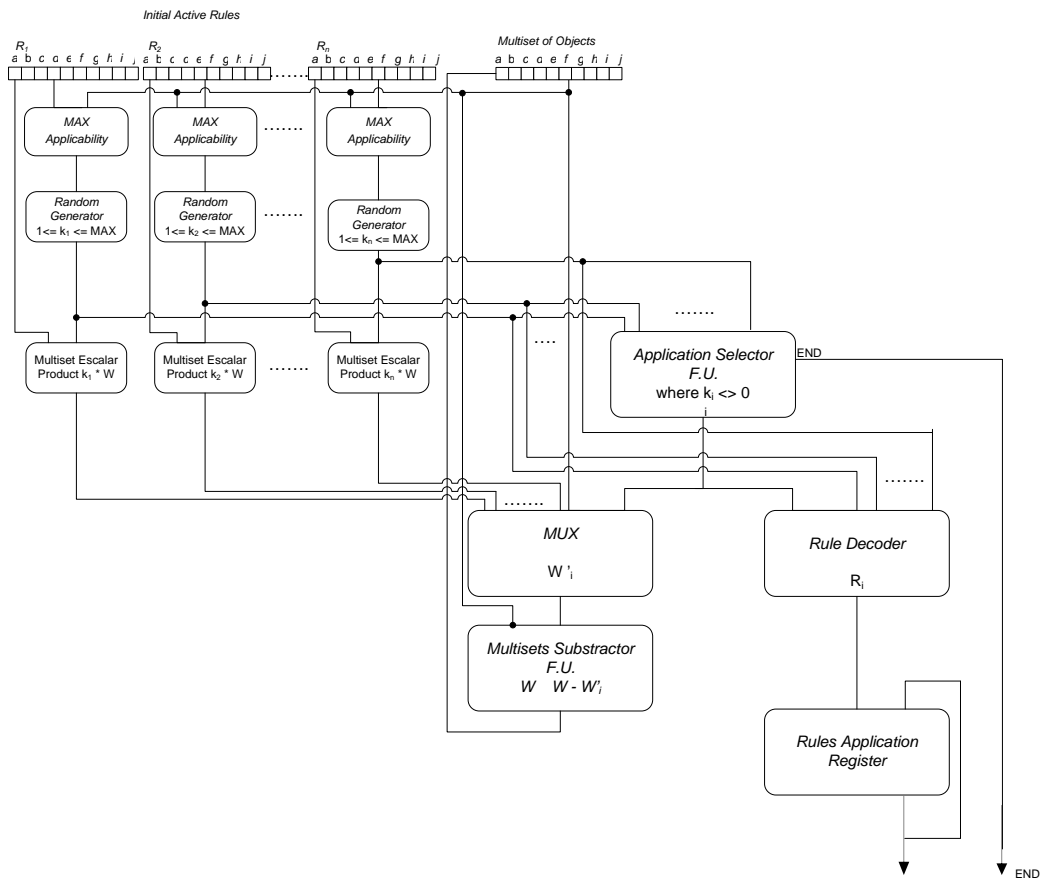 Initial Active Rules
R1 R2 Rn Multiset of Objects
a b c d e f g h i j a b c d e f g h i j ....... a b c d e f g h i j a b c d e f g h i j
MAX Applicability
MAX Applicability
.......
MAX Applicability
Random Generator 1<= k1 <= MAX
Random Generator 1<= k2 <= MAX
.......
Random Generator 1<= kn <= MAX
Multiset Escalar Product k1 * W
Multiset Escalar Product k2 * W
.......
Multiset Escalar Product kn * W
.......
....
Application Selector
F.U.
where ki <> 0
i
END
.......
.......
MUX
W 'i
Rule Decoder
Ri
Multisets Substractor
F.U.
W W - W'i
Rules Application
Register
END